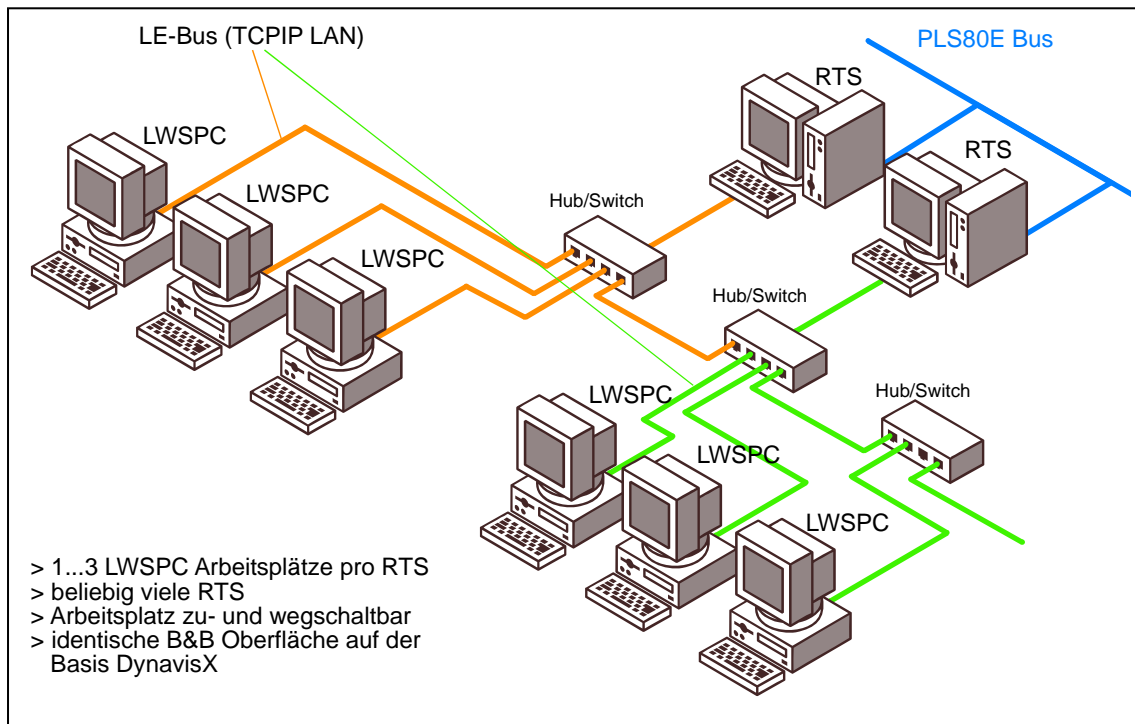 LE-Bus (TCPIP LAN)
PLS80E Bus
RTS
LWSPC
RTS
LWSPC
Hub/Switch
LWSPC
Hub/Switch
LWSPC
Hub/Switch
LWSPC
LWSPC
> 1...3 LWSPC Arbeitsplätze pro RTS
> beliebig viele RTS
> Arbeitsplatz zu- und wegschaltbar
> identische B&B Oberfläche auf der
Basis DynavisX